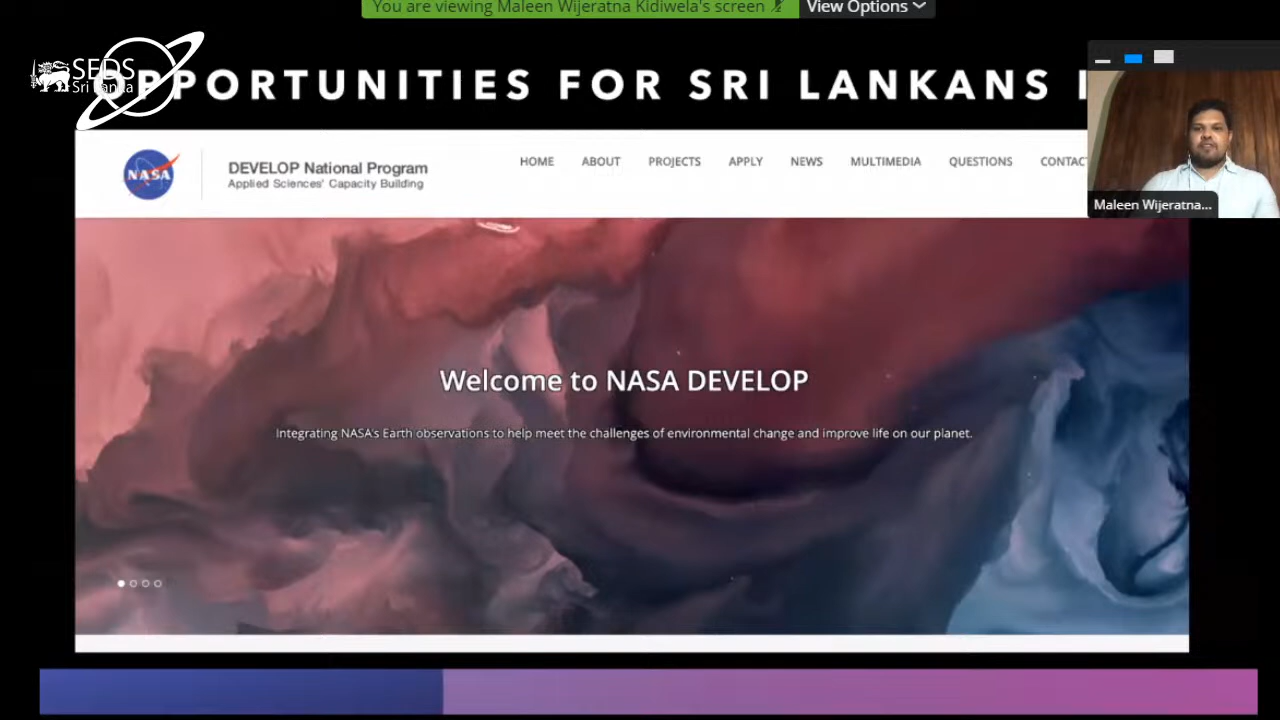 You are viewing Maleen Wijeratna Kidiwela's screen
View Options
SEDS
Sri Lanka
PPORTUNITIES FOR SRI LANKANS
NASA
DEVELOP National Program
Applied Sciences' Capacity Building
HOME ABOUT PROJECTS APPLY NEWS MULTIMEDIA QUESTIONS CONTACT
Maleen Wijeratna...
Welcome to NASA DEVELOP
Integrating NASA's Earth observations to help meet the challenges of environmental change and improve life on our planet.